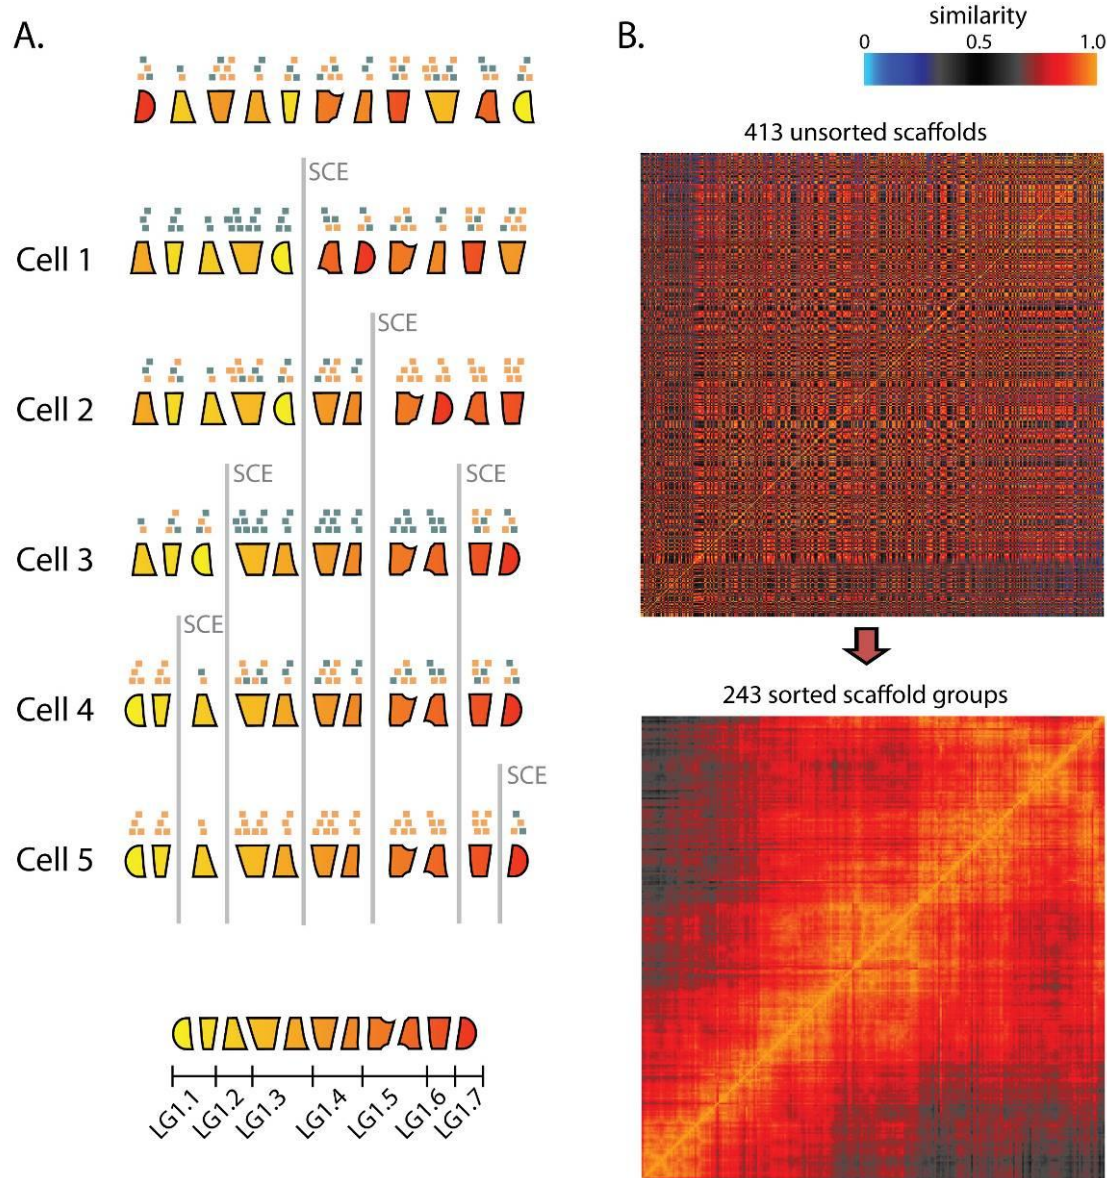 A.
SCE
Cell 1
SCE
Cell 2
SCE
SCE
Cell 3
SCE
Cell 4
SCE
Cell 5
LG1.1
LG1.2
LG1.3
LG1.4
LG1.5
LG1.6
LG1.7
B.
similarity
0 0.5 1.0
413 unsorted scaffolds
243 sorted scaffold groups